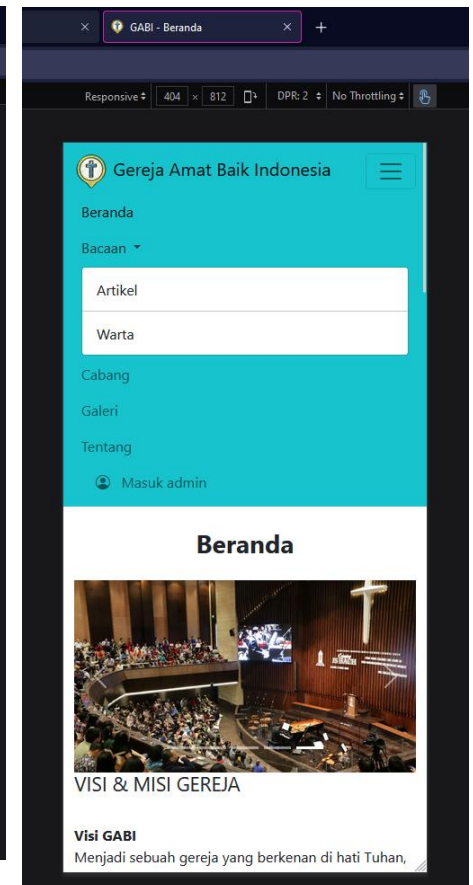 GABI - Beranda
Responsive 404 × 812 DPR: 2 No Throttling
Gereja Amat Baik Indonesia
Beranda
Bacaan
Artikel
Warta
Cabang
Galeri
Tentang
Masuk admin
Beranda
VISI & MISI GEREJA
Visi GABI
Menjadi sebuah gereja yang berkenan di hati Tuhan,